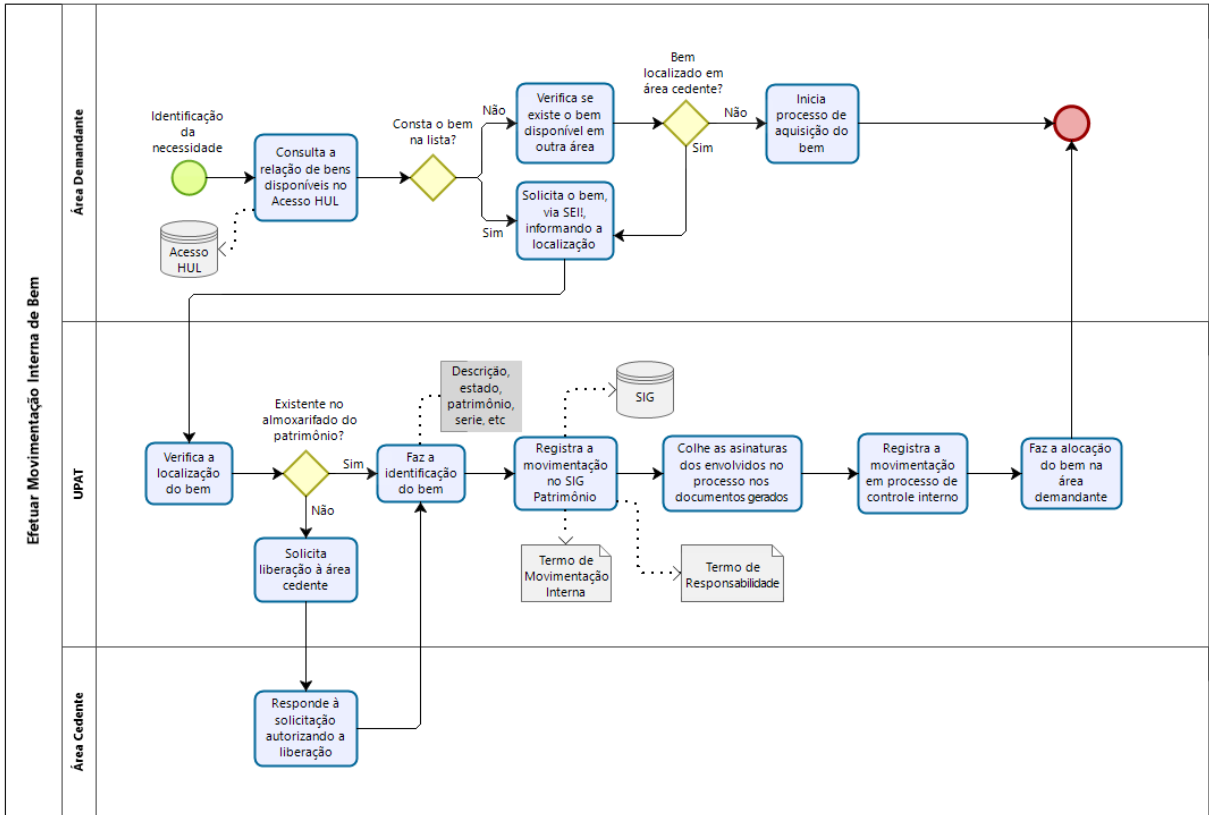 Efetuar Movimentação Interna de Bem
Área Demandante
Identificação
da
necessidade
Consulta a
relação de bens
disponíveis no
Acesso HUL
Acesso
HUL
Consta o bem
na lista?
Não
Sim
Verifica se
existe o bem
disponível em
outra área
Solicita o bem,
via SEII,
informando a
localização
Bem
localizado em
área cedente?
Não
Sim
Inicia
processo de
aquisição do
bem
UPAT
Verifica a
localização
do bem
Existente no
almoxarifado do
patrimônio?
Sim
Não
Solicita
liberação à área
cedente
Faz a
identificação
do bem
Descrição,
estado,
patrimônio,
serie, etc
Registra a
movimentação
no SIG
Patrimônio
SIG
Termo de
Movimentação
Interna
Termo de
Responsabilidade
Colhe as asinaturas
dos envolvidos no
processo nos
documentos gerados
Registra a
movimentação
em processo de
controle interno
Faz a alocação
do bem na
área
demandante
Área Cedente
Responde à
solicitação
autorizando a
liberação